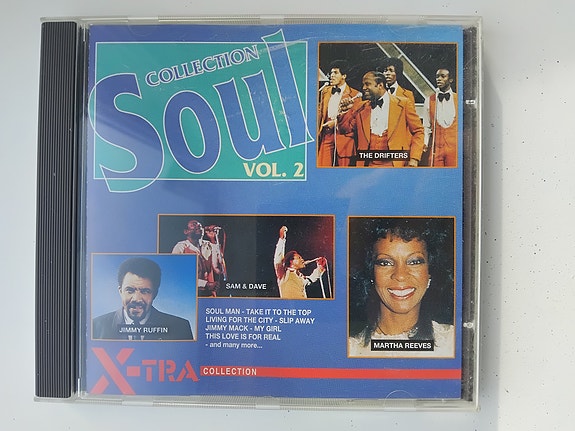 COLLECTION
Soul
VOL. 2
THE DRIFTERS
SAM & DAVE
SOUL MAN - TAKE IT TO THE TOP
LIVING FOR THE CITY - SLIP AWAY
JIMMY MACK - MY GIRL
THIS LOVE IS FOR REAL
- and many more...
JIMMY RUFFIN
MARTHA REEVES
X-TRA COLLECTION